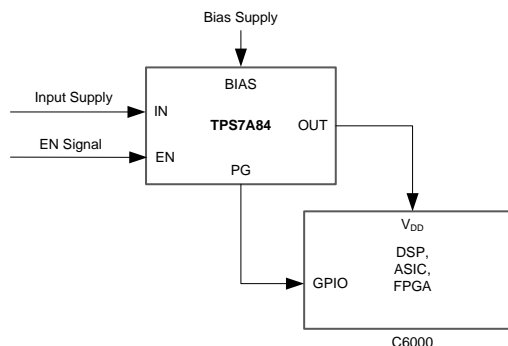 Bias Supply
BIAS
Input Supply
IN
TPS7A84
OUT
EN Signal
EN
PG
VDD
DSP,
ASIC,
GPIO
FPGA
C6000